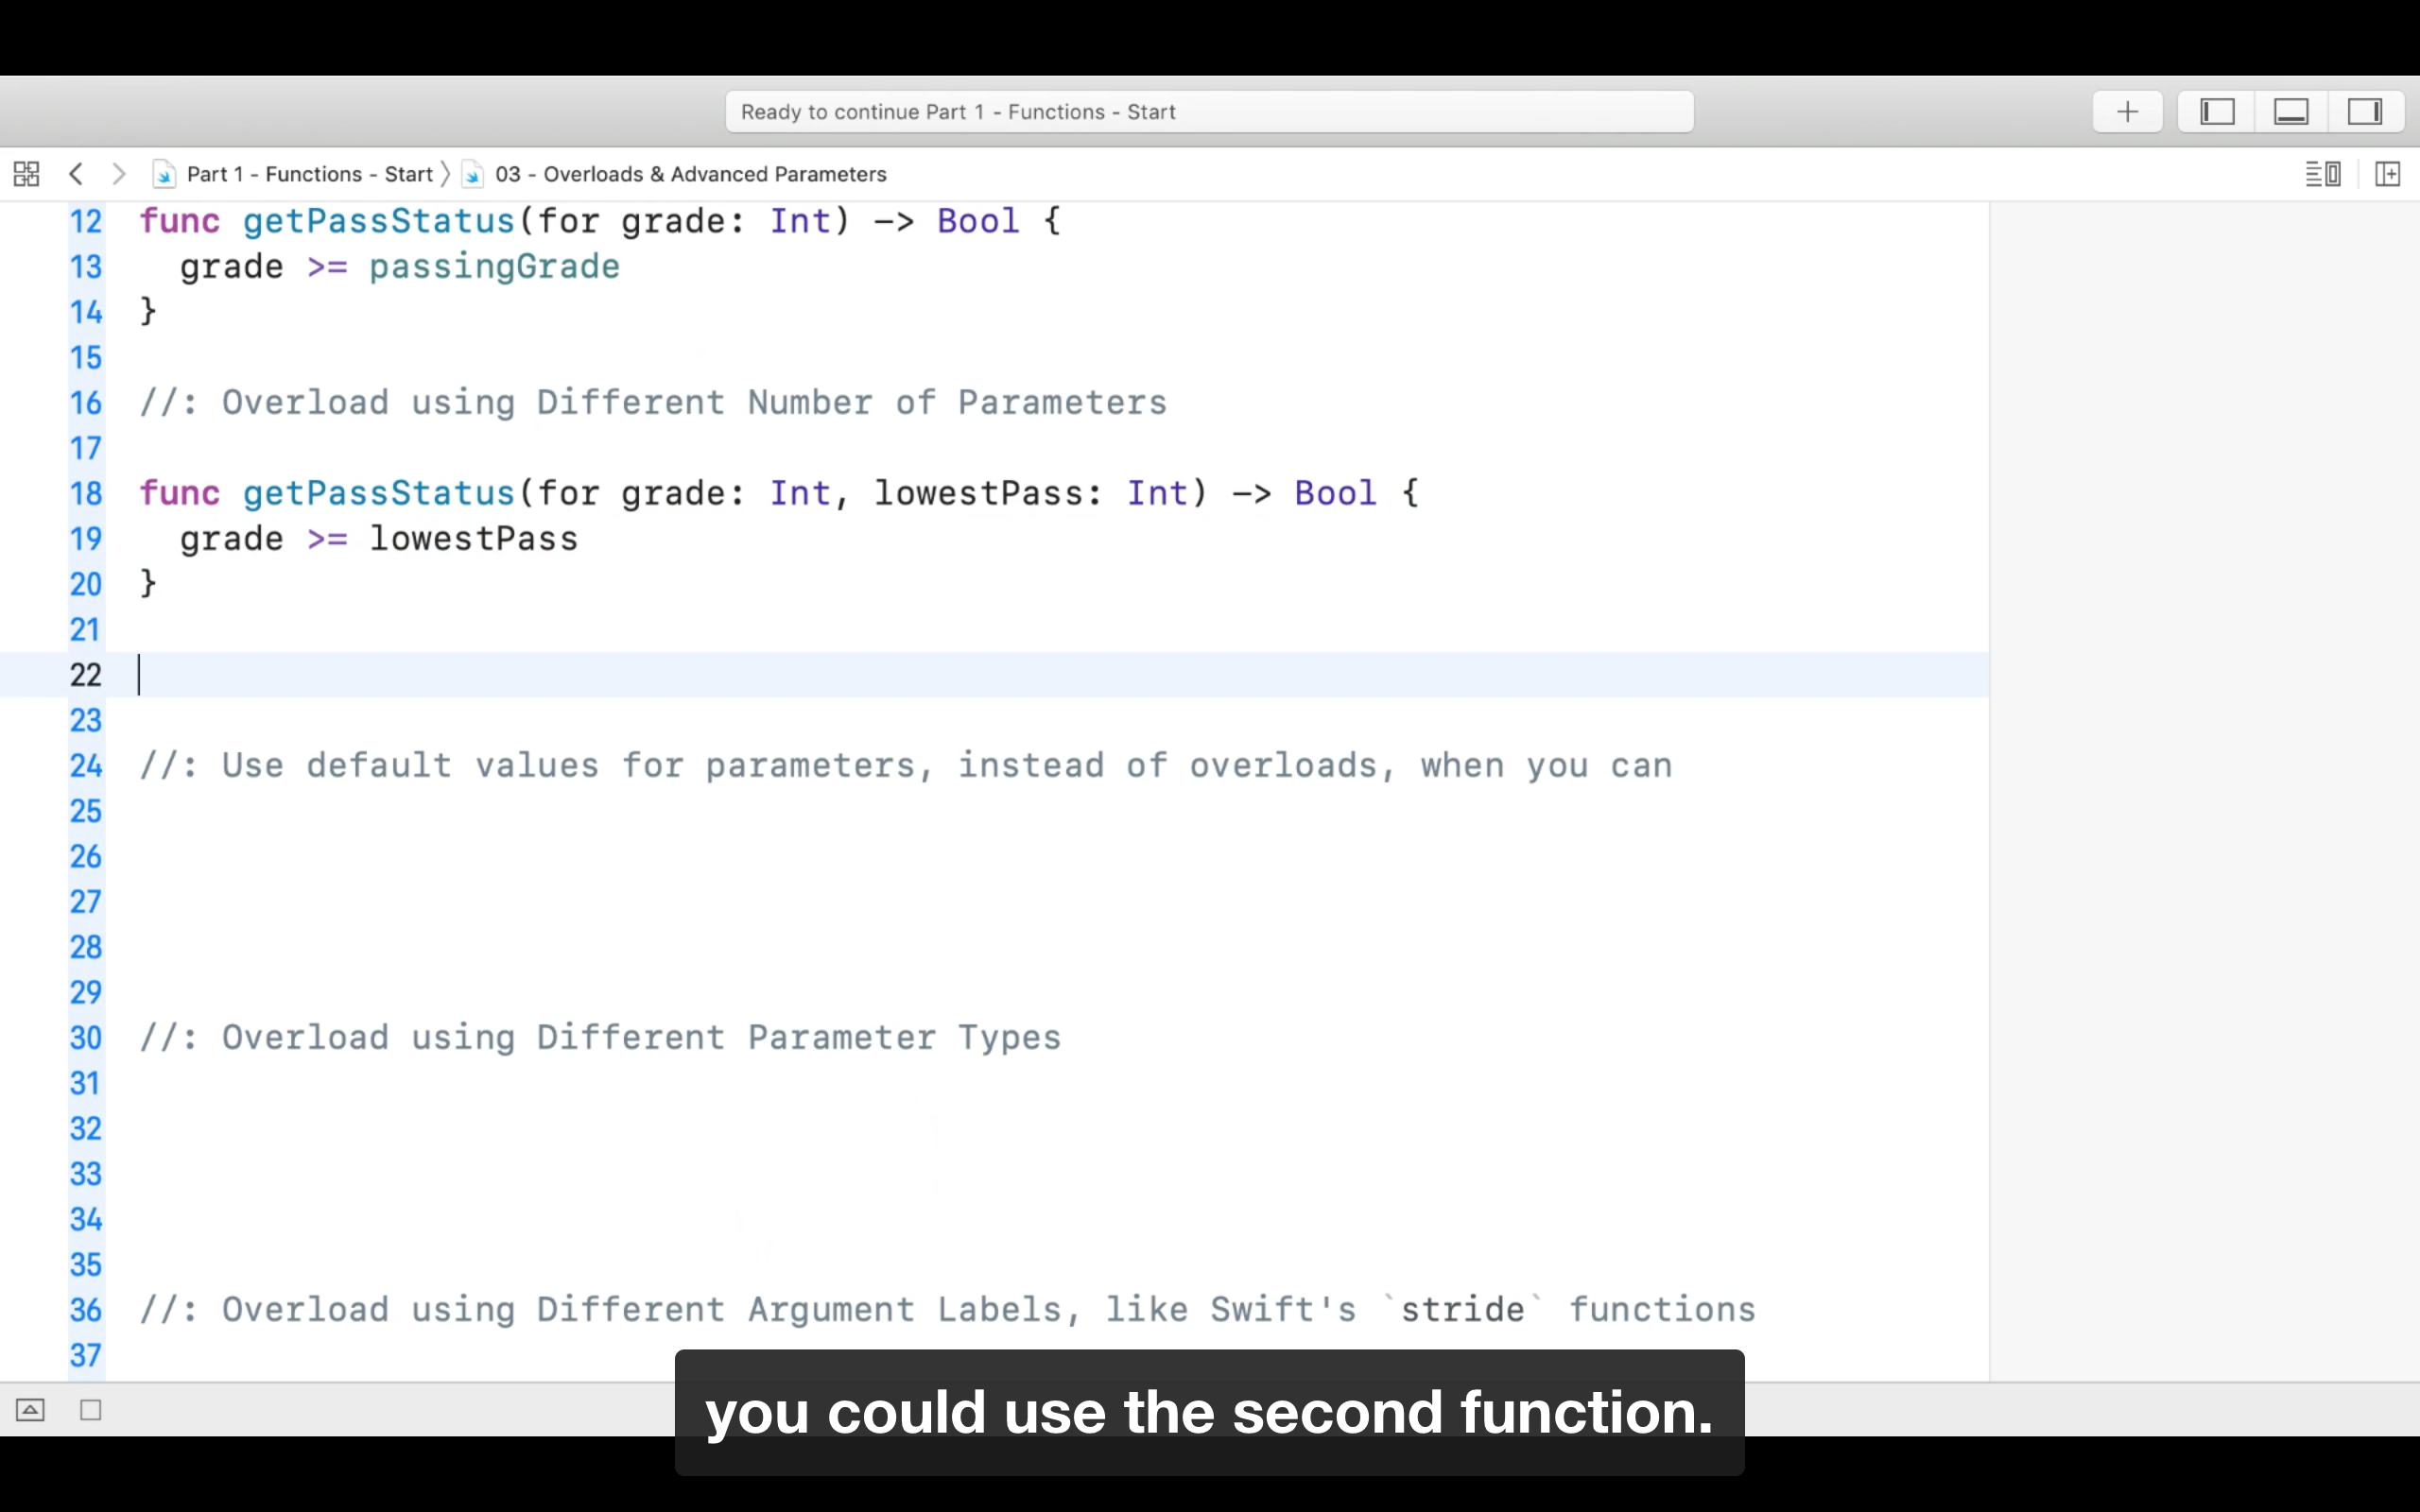 Ready to continue Part 1 - Functions - Start
Part 1 - Functions - Start 〉 03 - Overloads & Advanced Parameters
12 func getPassStatus(for grade: Int) -> Bool {
13   grade >= passingGrade
14 }
15
16 //: Overload using Different Number of Parameters
17
18 func getPassStatus(for grade: Int, lowestPass: Int) -> Bool {
19   grade >= lowestPass
20 }
21
22
23
24 //: Use default values for parameters, instead of overloads, when you can
25
26
27
28
29
30 //: Overload using Different Parameter Types
31
32
33
34
35
36 //: Overload using Different Argument Labels, like Swift's `stride` functions
37
you could use the second function.